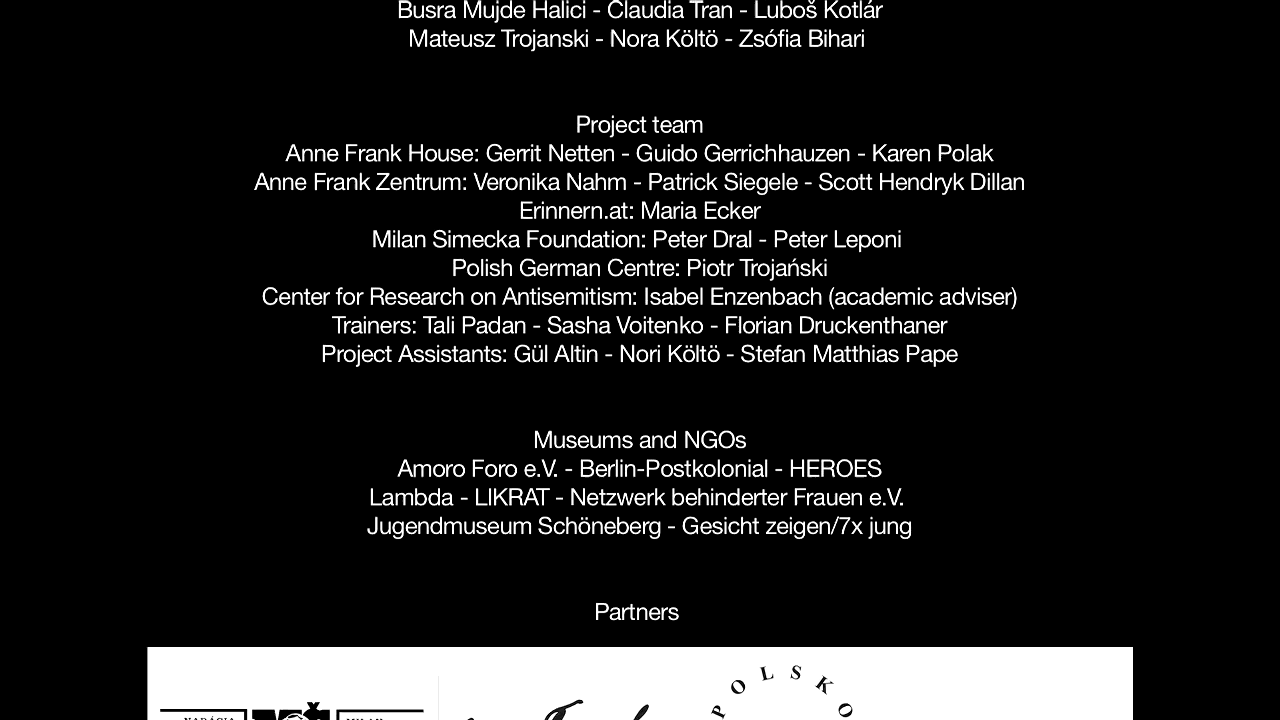 Busra Mujde Halici - Claudia Tran - Luboš Kotlár
Mateusz Trojanski - Nora Költö - Zsófia Bihari
Project team
Anne Frank House: Gerrit Netten - Guido Gerrichhauzen - Karen Polak
Anne Frank Zentrum: Veronika Nahm - Patrick Siegele - Scott Hendryk Dillan
Erinnern.at: Maria Ecker
Milan Simecka Foundation: Peter Dral - Peter Leponi
Polish German Centre: Piotr Trojański
Center for Research on Antisemitism: Isabel Enzenbach (academic adviser)
Trainers: Tali Padan - Sasha Voitenko - Florian Druckenthaner
Project Assistants: Gül Altin - Nori Költö - Stefan Matthias Pape
Museums and NGOs
Amoro Foro e.V. - Berlin-Postkolonial - HEROES
Lambda - LIKRAT - Netzwerk behinderter Frauen e.V.
Jugendmuseum Schöneberg - Gesicht zeigen/7x jung
Partners
POLSKO